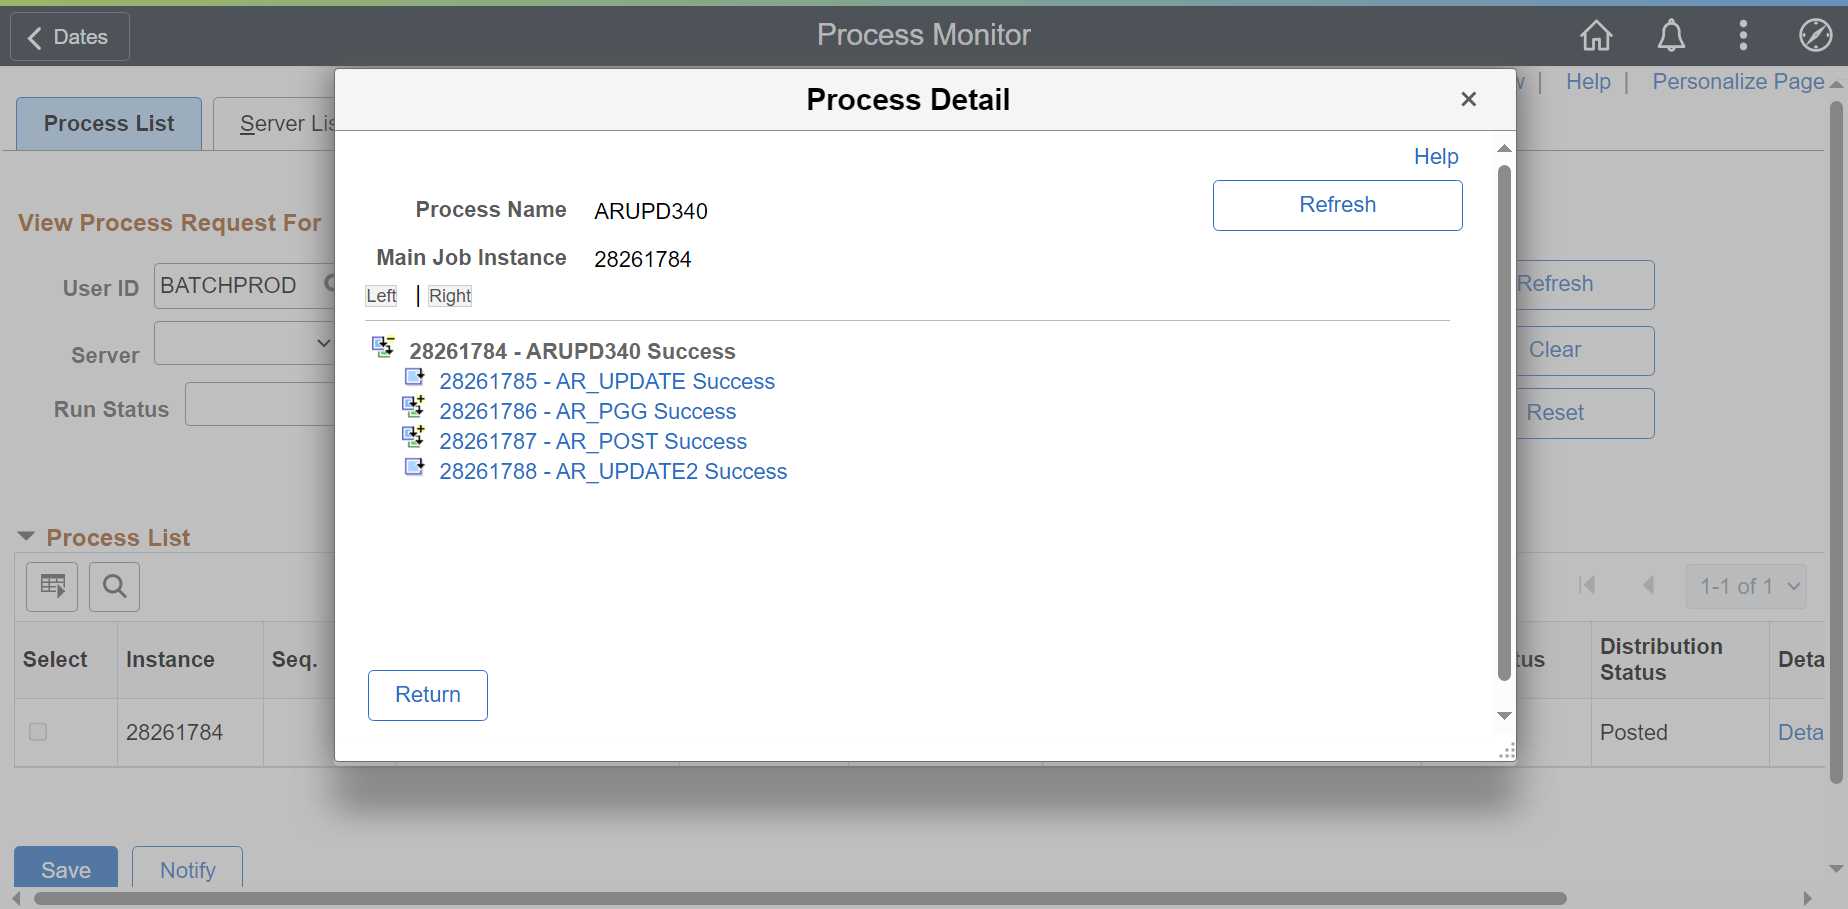 Dates
Process Monitor
Help
Personalize Page
Process List
Server Lis
View Process Request For
User ID
BATCHPROD
Server
Run Status
Refresh
Clear
Reset
Process Detail
Help
Refresh
Process Name ARUPD340
Main Job Instance 28261784
Left | Right
28261784 - ARUPD340 Success
28261785 - AR_UPDATE Success
28261786 - AR_PGG Success
28261787 - AR_POST Success
28261788 - AR_UPDATE2 Success
Return
Process List
1-1 of 1
Select Instance Seq. tus Distribution Status Deta
28261784 Posted Deta
Save
Notify